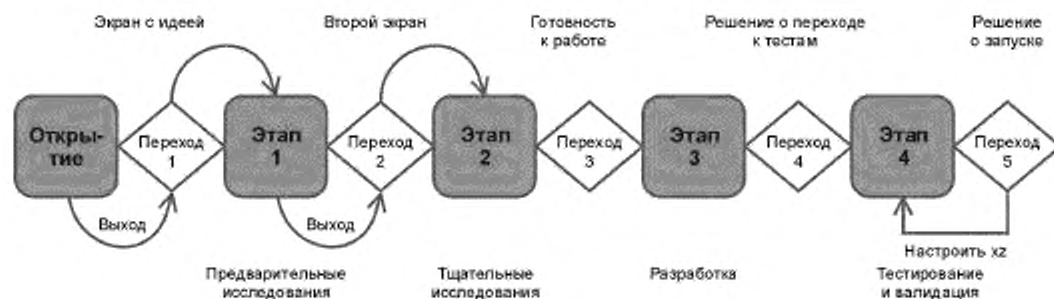 Экран с идеей
Второй экран
Готовность
к работе
Решение о переходе
к тестам
Решение
о запуске
Откры-
тие
Переход
1
Этап
1
Переход
2
Этап
2
Переход
3
Этап
3
Переход
4
Этап
4
Переход
5
Выход
Выход
Настроить xz
Предварительные
исследования
Тщательные
исследования
Разработка
Тестирование
и валидация